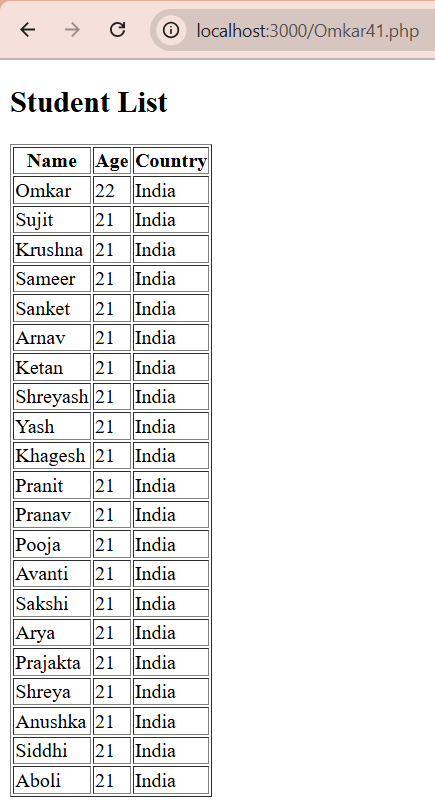 localhost:3000/Omkar41.php
Student List
Name Age Country
Omkar 22 India
Sujit 21 India
Krushna 21 India
Sameer 21 India
Sanket 21 India
Arnav 21 India
Ketan 21 India
Shreyash 21 India
Yash 21 India
Khagesh 21 India
Pranit 21 India
Pranav 21 India
Pooja 21 India
Avanti 21 India
Sakshi 21 India
Arya 21 India
Prajakta 21 India
Shreya 21 India
Anushka 21 India
Siddhi 21 India
Aboli 21 India